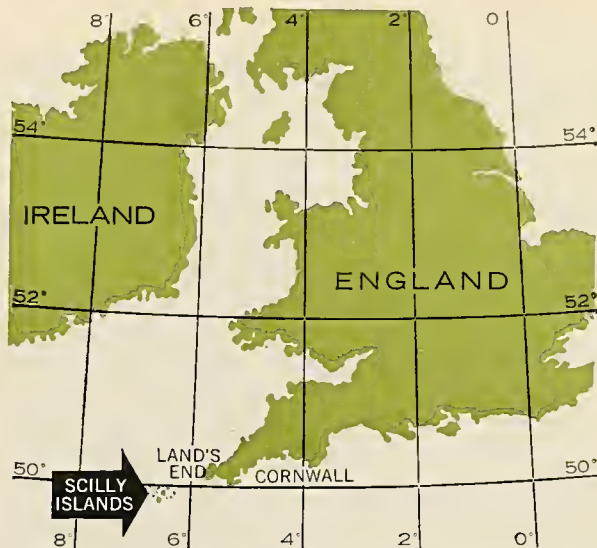 8° 6° 4° 2° 0
54° 54°
IRELAND
ENGLAND
52° 52°
LAND'S
END
CORNWALL
50° 50°
SCILLY
ISLANDS
8° 6° 4° 2° 0°